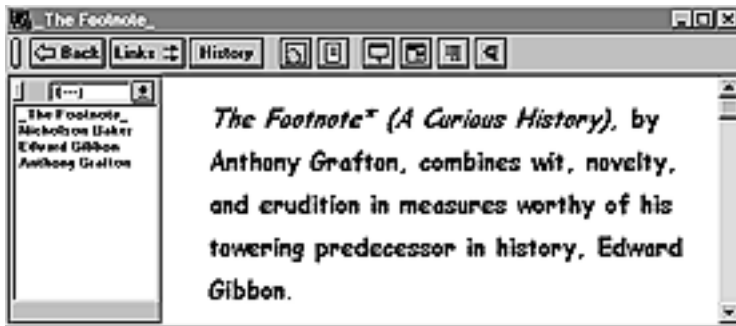 _The Footnote_
Back Links History
(---)
_The Footnote_
Nicholson Baker
Edward Gibbon
Anthony Grafton
The Footnote* (A Curious History), by
Anthony Grafton, combines wit, novelty,
and erudition in measures worthy of his
towering predecessor in history, Edward
Gibbon.